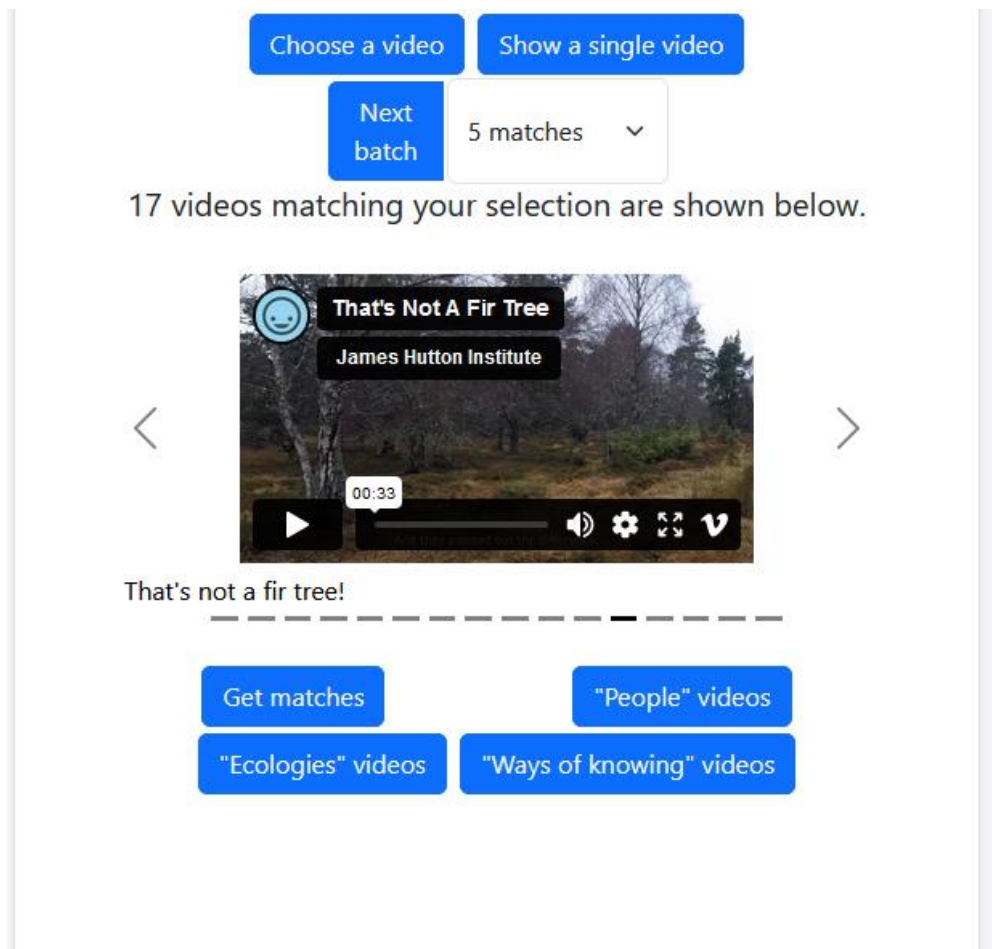 Choose a video Show a single video
Next
batch
5 matches
17 videos matching your selection are shown below.
That's Not A Fir Tree
James Hutton Institute
00:33
That's not a fir tree!
Get matches "People" videos
"Ecologies" videos "Ways of knowing" videos